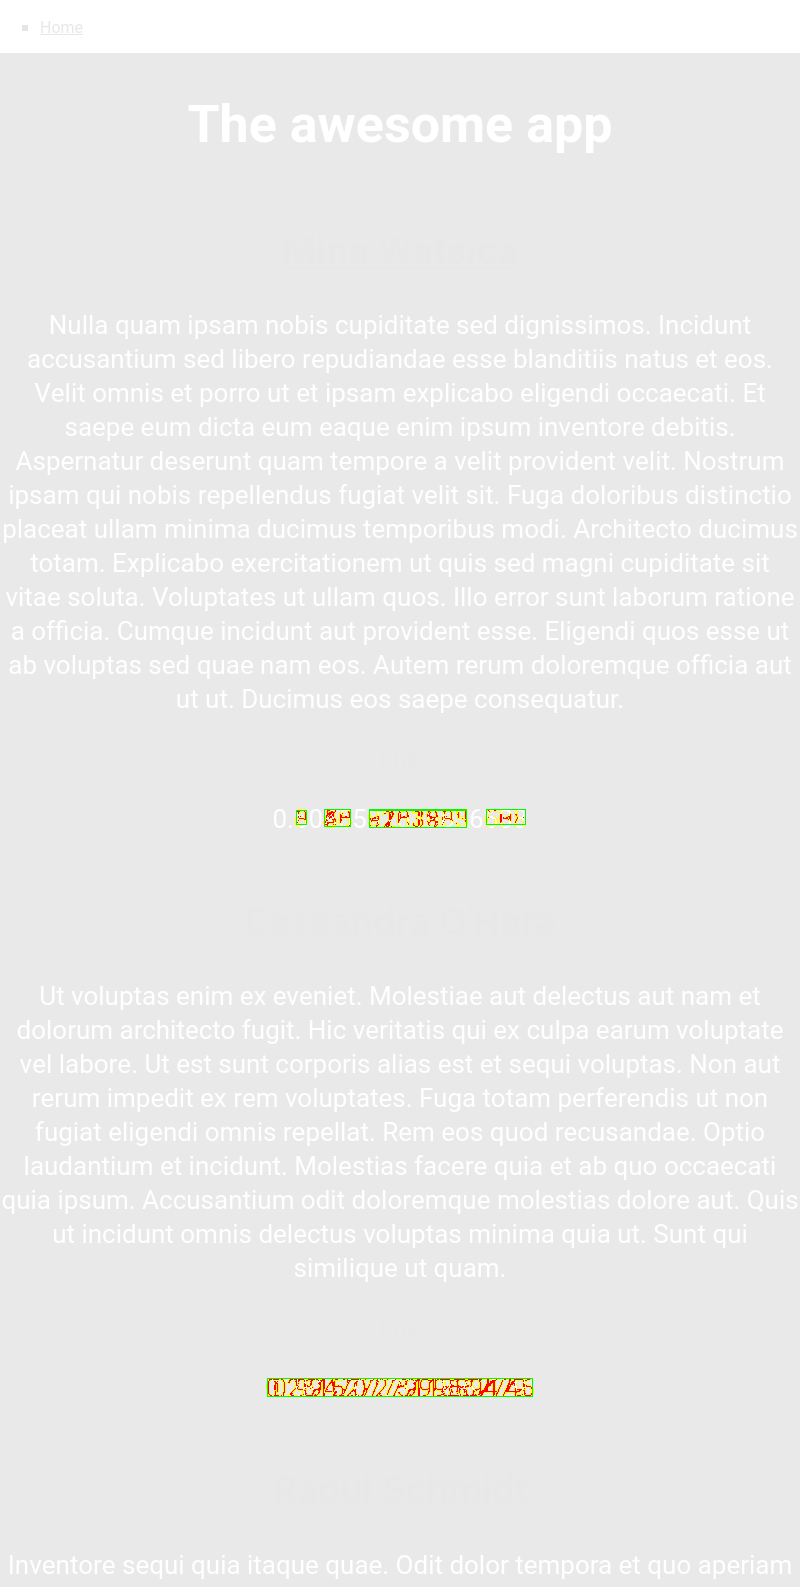 Home
The awesome app
Nulla quam ipsam nobis cupiditate sed dignissimos. Incidunt
accusantium sed libero repudiandae esse blanditiis natus et eos.
Velit omnis et porro ut et ipsam explicabo eligendi occaecati. Et
saepe eum dicta eum eaque enim ipsum inventore debitis.
Aspernatur deserunt quam tempore a velit provident velit. Nostrum
ipsam qui nobis repellendus fugiat velit sit. Fuga doloribus distinctio
placeat ullam minima ducimus temporibus modi. Architecto ducimus
totam. Explicabo exercitationem ut quis sed magni cupiditate sit
vitae soluta. Voluptates ut ullam quos. Illo error sunt laborum ratione
a officia. Cumque incidunt aut provident esse. Eligendi quos esse ut
ab voluptas sed quae nam eos. Autem rerum doloremque officia aut
ut ut. Ducimus eos saepe consequatur.
Ut voluptas enim ex eveniet. Molestiae aut delectus aut nam et
dolorum architecto fugit. Hic veritatis qui ex culpa earum voluptate
vel labore. Ut est sunt corporis alias est et sequi voluptas. Non aut
rerum impedit ex rem voluptates. Fuga totam perferendis ut non
fugiat eligendi omnis repellat. Rem eos quod recusandae. Optio
laudantium et incidunt. Molestias facere quia et ab quo occaecati
quia ipsum. Accusantium odit doloremque molestias dolore aut. Quis
ut incidunt omnis delectus voluptas minima quia ut. Sunt qui
similique ut quam.
Inventore sequi quia itaque quae. Odit dolor tempora et quo aperiam